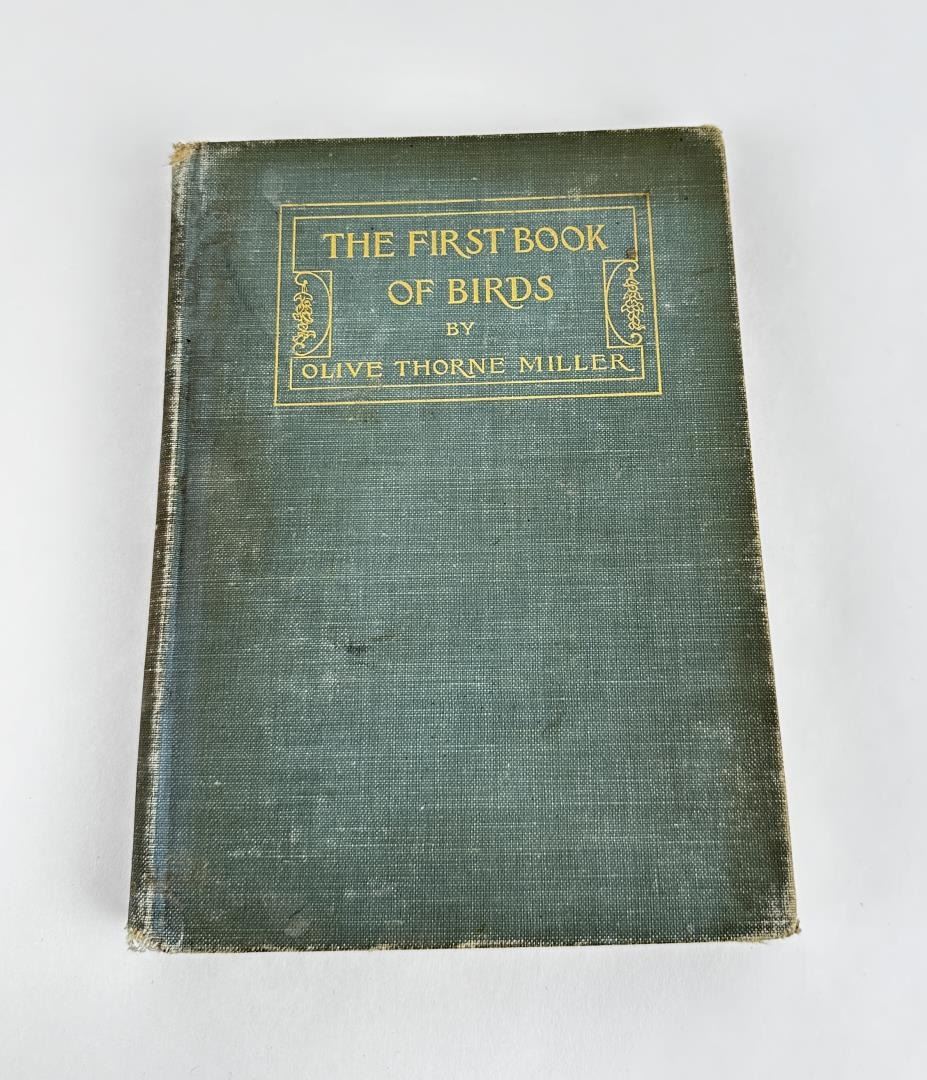 THE FIRST BOOK
OF BIRDS
BY
OLIVE THORNE MILLER